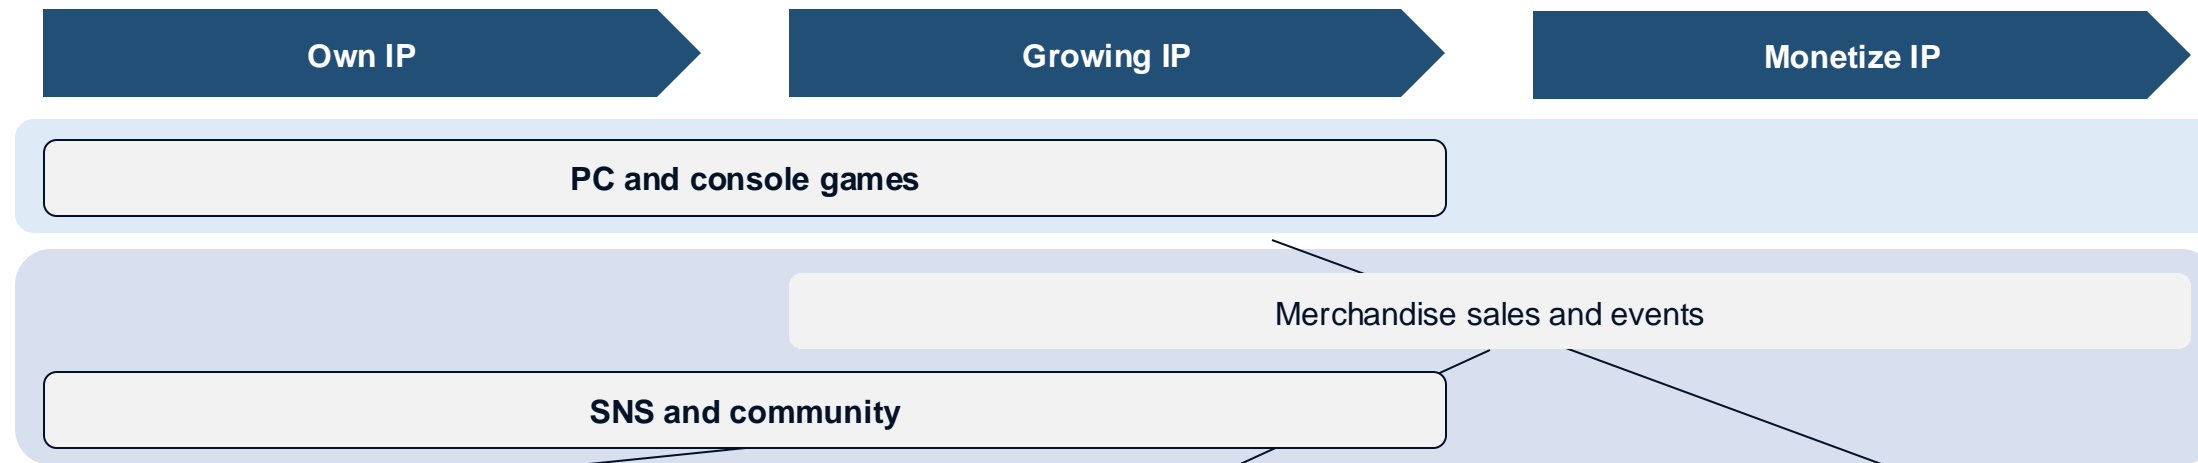 Own IP
Growing IP
Monetize IP
PC and console games
Merchandise sales and events
SNS and community